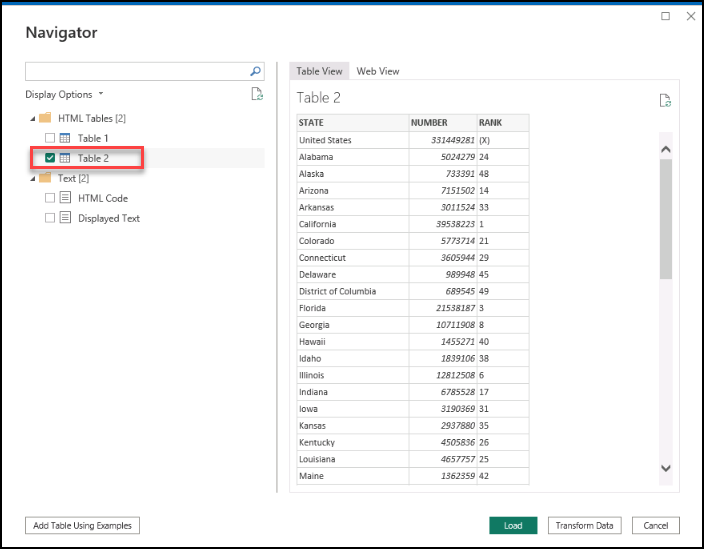 Navigator
Display Options
HTML Tables [2]
Table 1
Table 2
Text [2]
HTML Code
Displayed Text
Table View Web View
Table 2
STATE NUMBER RANK
United States 331449281 (X)
Alabama 5024279 24
Alaska 733391 48
Arizona 7151502 14
Arkansas 3011524 33
California 39538223 1
Colorado 5773714 21
Connecticut 3605944 29
Delaware 989948 45
District of Columbia 689545 49
Florida 21538187 3
Georgia 10711908 8
Hawaii 1455271 40
Idaho 1839106 38
Illinois 12812508 6
Indiana 6785528 17
Iowa 3190369 31
Kansas 2937880 35
Kentucky 4505836 26
Louisiana 4657757 25
Maine 1362359 42
Add Table Using Examples Load Transform Data Cancel